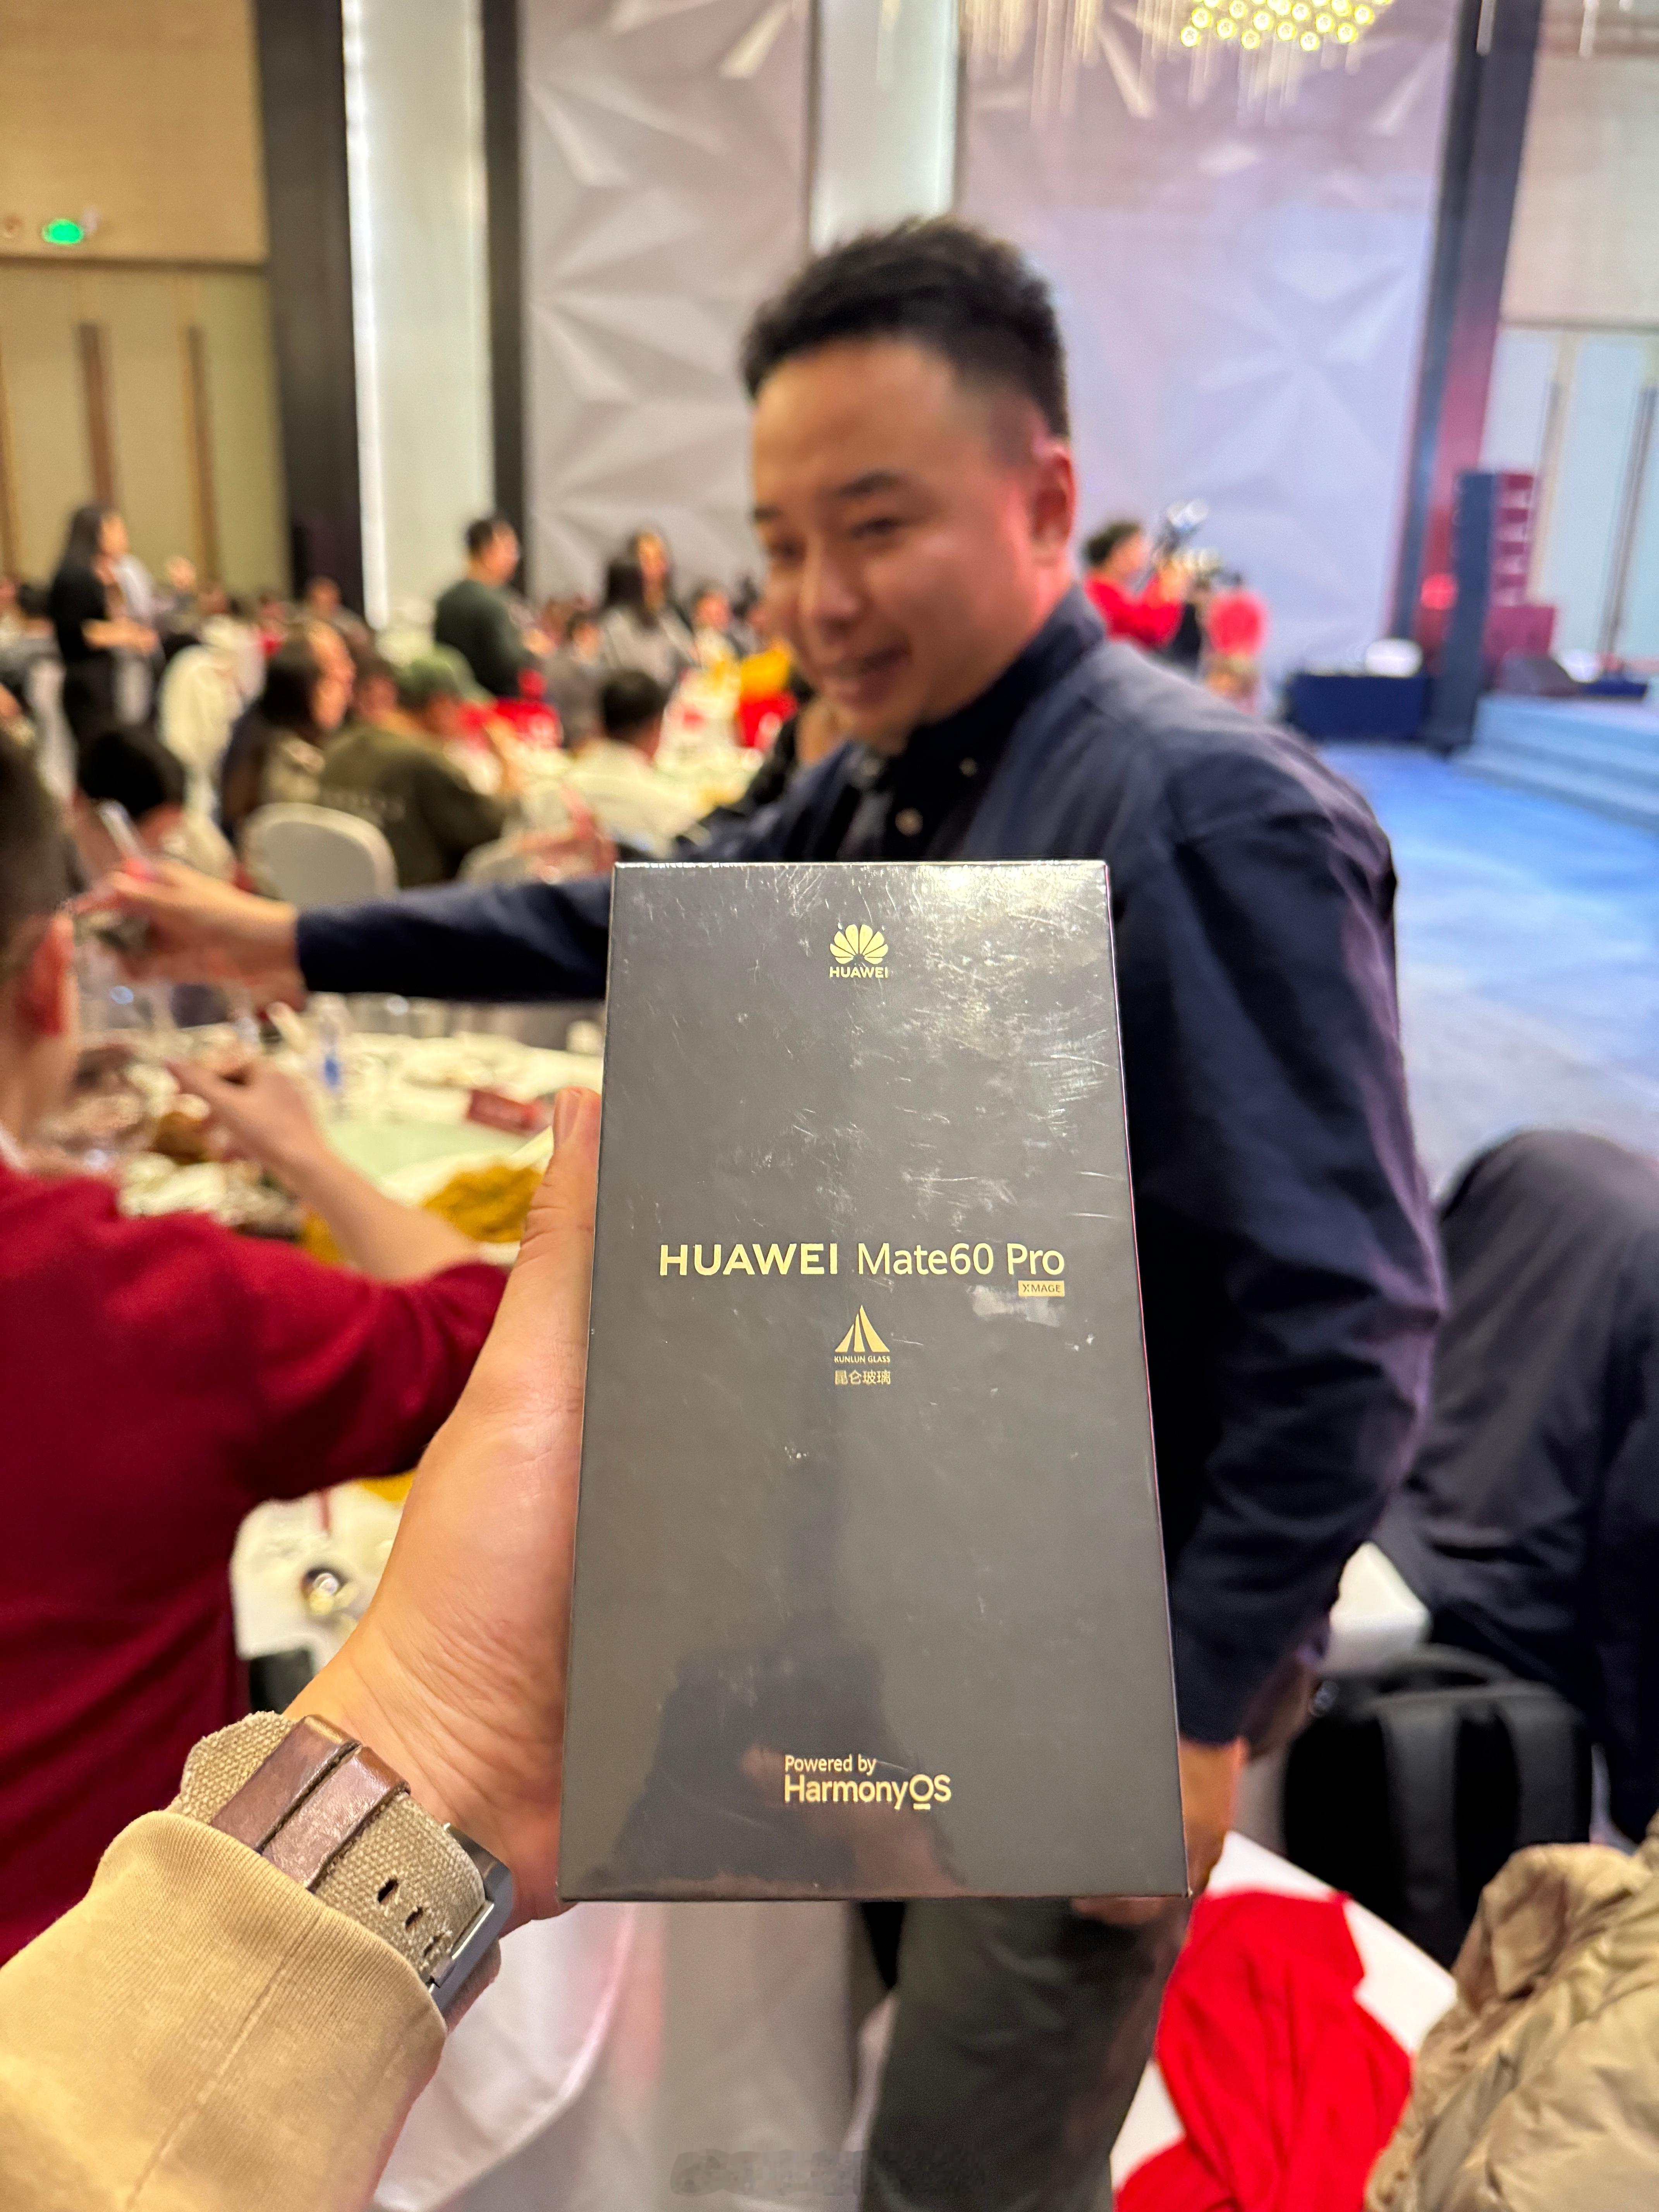 HUAWEI
HUAWEI Mate60 Pro
XMAGE
KUNLUN GLASS
昆仑玻璃
Powered by
HarmonyOS